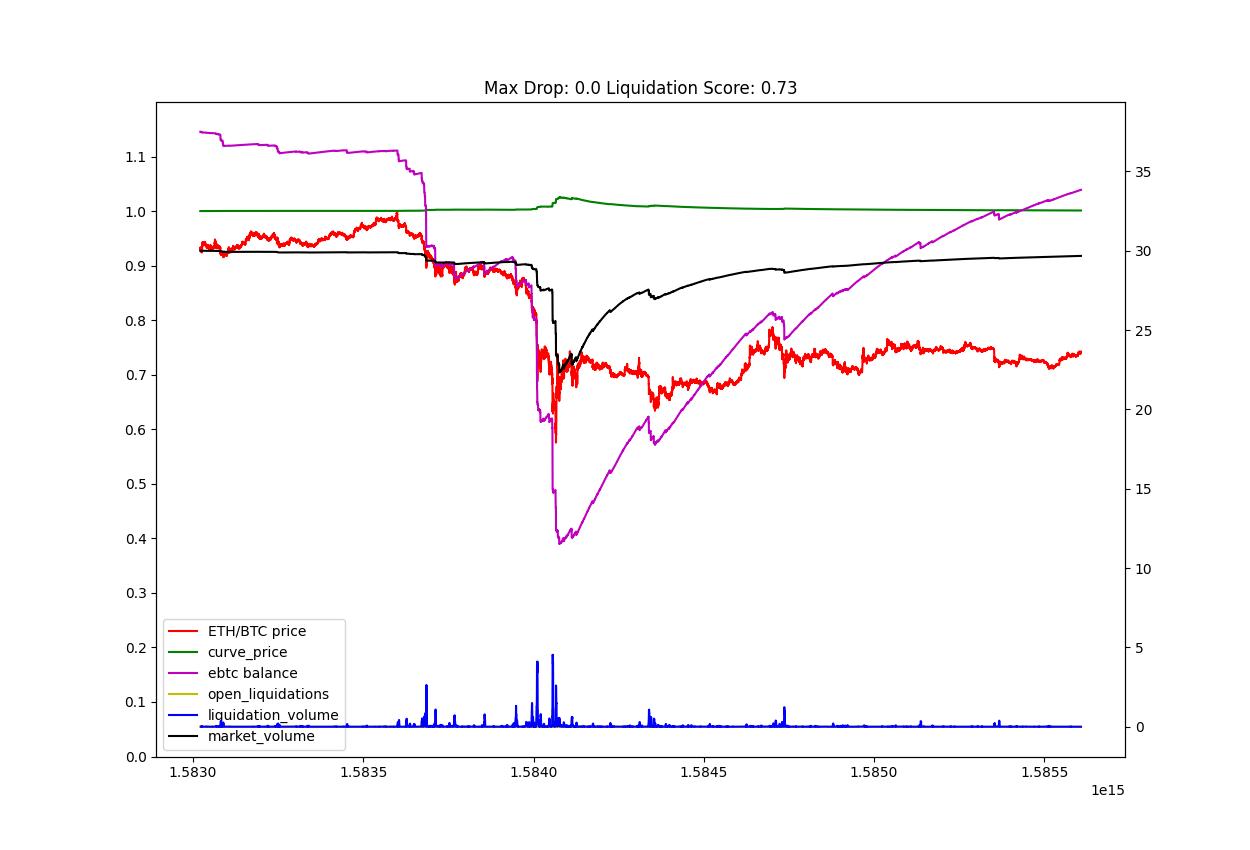 Max Drop: 0.0 Liquidation Score: 0.73
1.1
1.0
0.9
0.8
0.7
0.6
0.5
0.4
0.3
0.2
0.1
0.0
35
30
25
20
15
10
5
0
ETH/BTC price
curve_price
ebtc balance
open_liquidations
liquidation_volume
market_volume
1.5830 1.5835 1.5840 1.5845 1.5850 1.5855
1e15